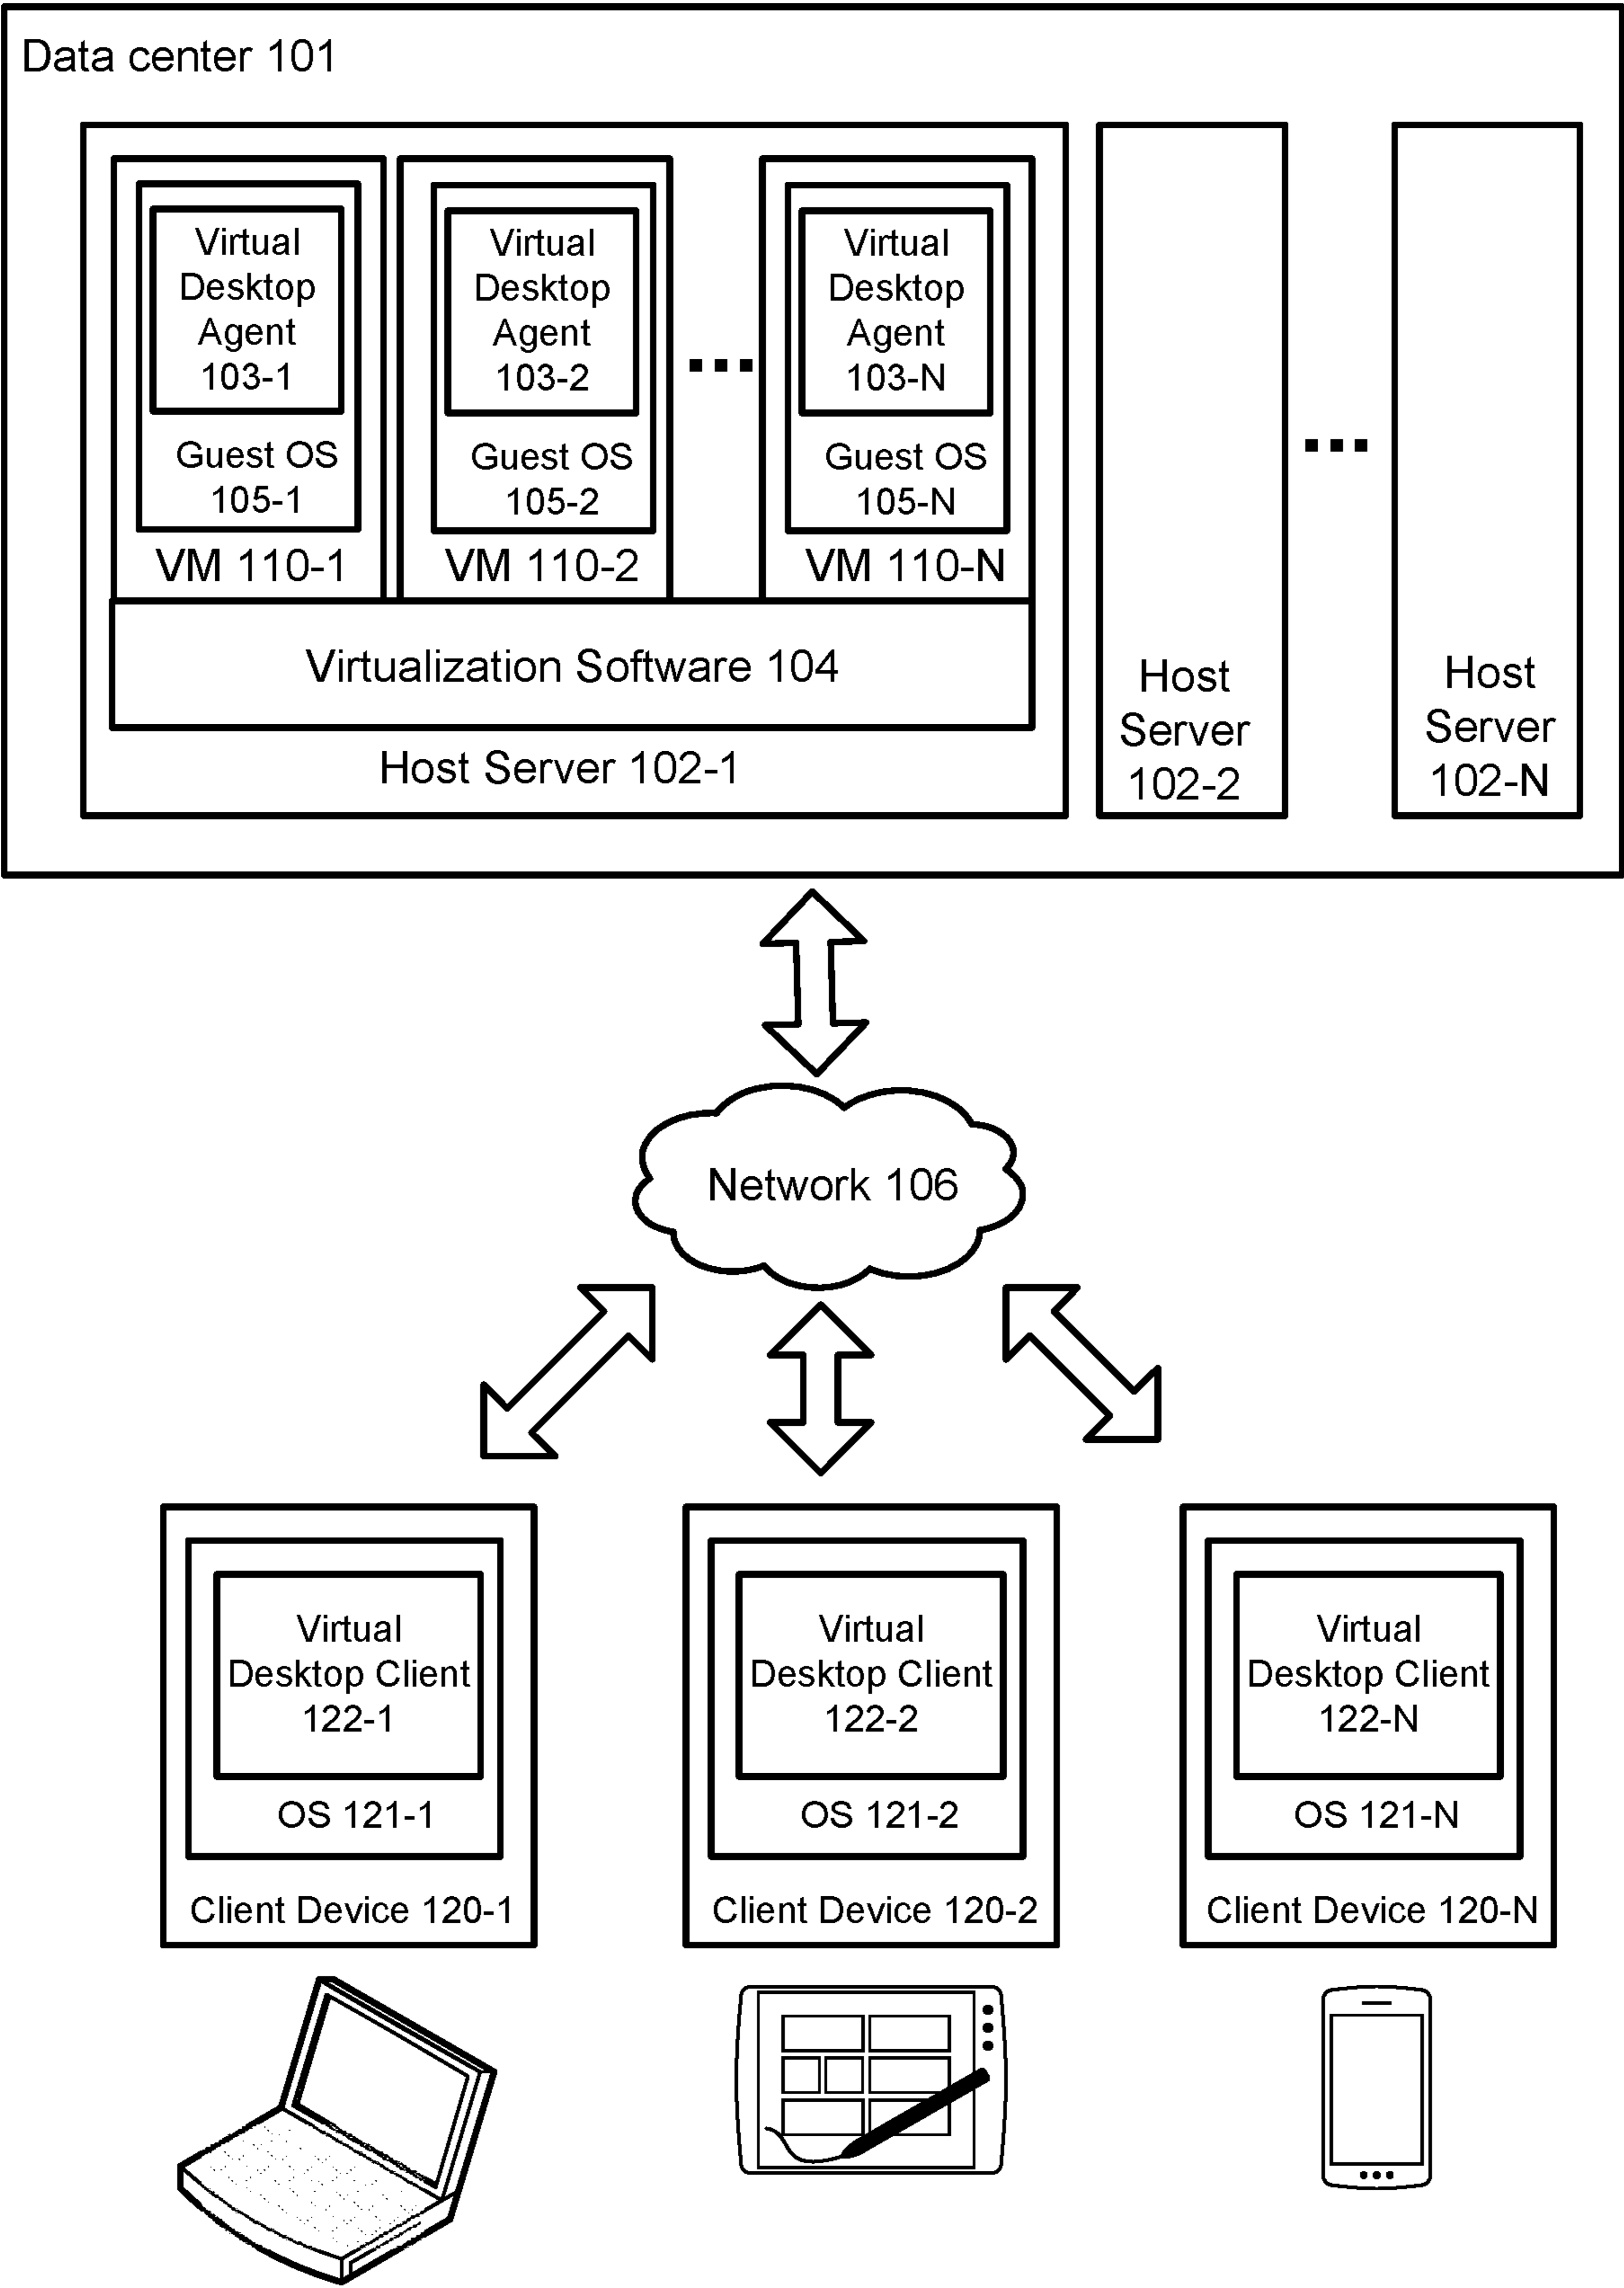 Data center 101
Virtual
Desktop
Agent
103-1
Guest OS
105-1
VM 110-1
Virtual
Desktop
Agent
103-2
Guest OS
105-2
VM 110-2
...
Virtual
Desktop
Agent
103-N
Guest OS
105-N
VM 110-N
Virtualization Software 104
Host Server 102-1
Host
Server
102-2
...
Host
Server
102-N
Network 106
Virtual
Desktop Client
122-1
OS 121-1
Client Device 120-1
Virtual
Desktop Client
122-2
OS 121-2
Client Device 120-2
Virtual
Desktop Client
122-N
OS 121-N
Client Device 120-N